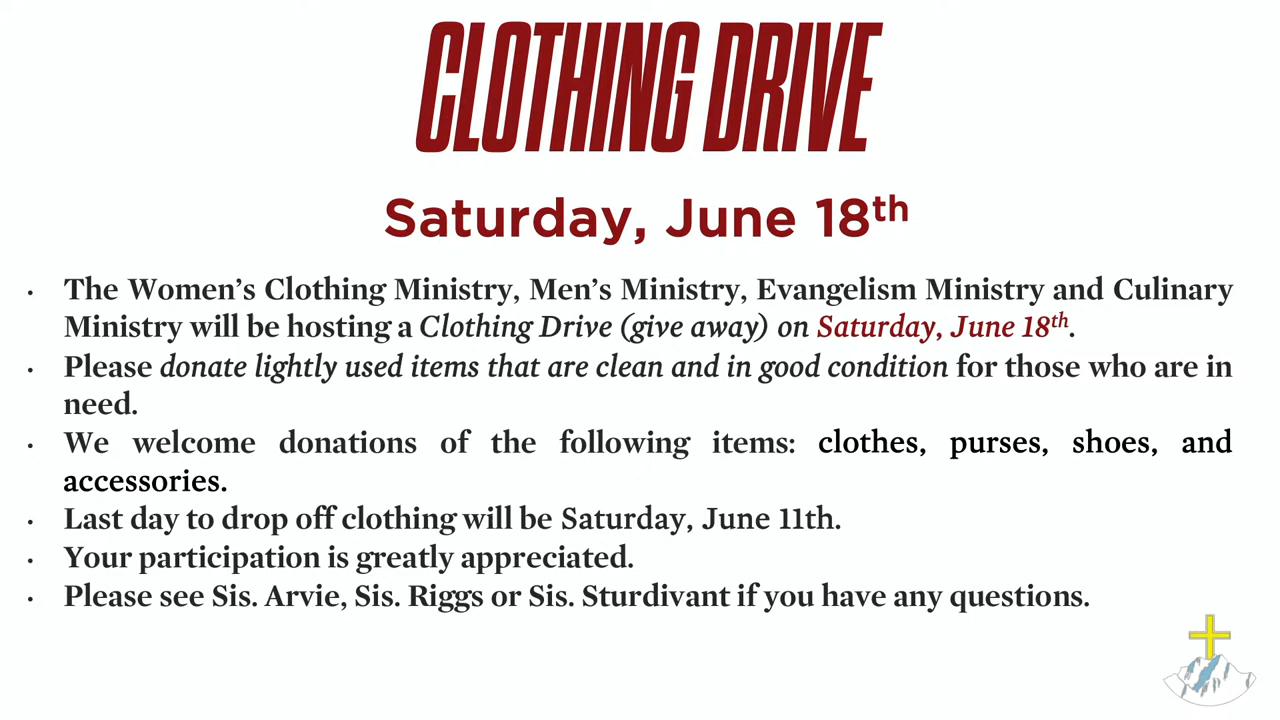 CLOTHING DRIVE
Saturday, June 18th
• The Women’s Clothing Ministry, Men’s Ministry, Evangelism Ministry and Culinary
Ministry will be hosting a Clothing Drive (give away) on Saturday, June 18th.
• Please donate lightly used items that are clean and in good condition for those who are in
need.
• We welcome donations of the following items: clothes, purses, shoes, and
accessories.
• Last day to drop off clothing will be Saturday, June 11th.
• Your participation is greatly appreciated.
• Please see Sis. Arvie, Sis. Riggs or Sis. Sturdivant if you have any questions.